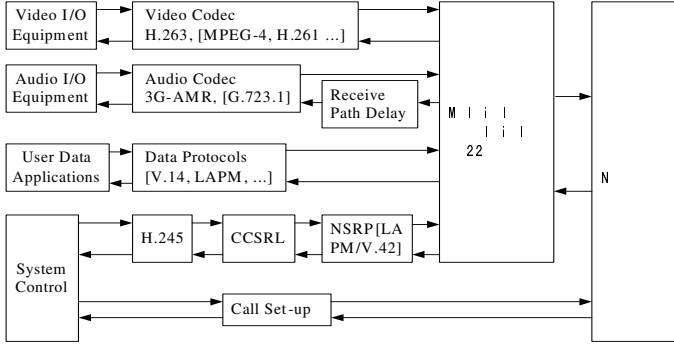 Video I/O
Equipment
Video Codec
H.263, [MPEG-4, H.261 ...]
Audio I/O
Equipment
Audio Codec
3G-AMR, [G.723.1]
Receive
Path Delay
User Data
Applications
Data Protocols
[V.14, LAPM, ...]
System
Control
H.245
CCSRL
NSRP[LA
PM/V.42]
Call Set-up
22
N